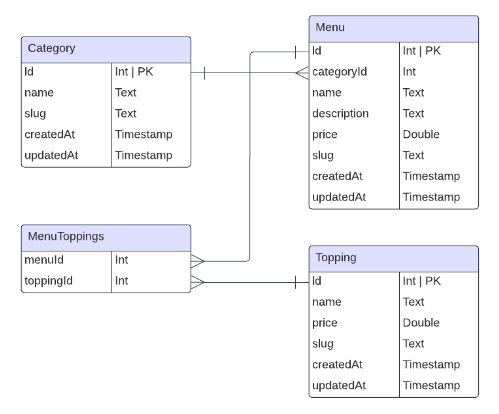 Category
Id Int | PK
name Text
slug Text
createdAt Timestamp
updatedAt Timestamp
Menu
Id Int | PK
categoryId Int
name Text
description Text
price Double
slug Text
createdAt Timestamp
updatedAt Timestamp
MenuToppings
menuId Int
toppingId Int
Topping
Id Int | PK
name Text
price Double
slug Text
createdAt Timestamp
updatedAt Timestamp